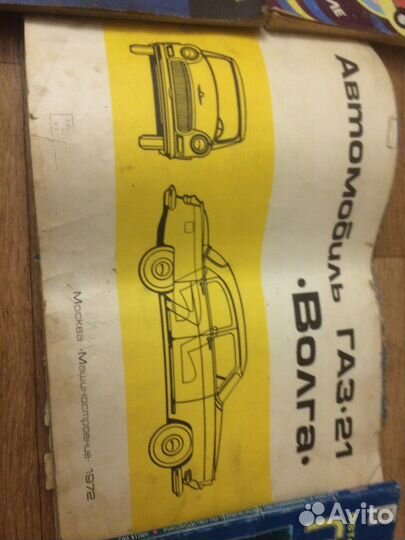 Автомобиль ГАЗ·21
·Волга·
Москва ·Машиностроение· 1972
Avito